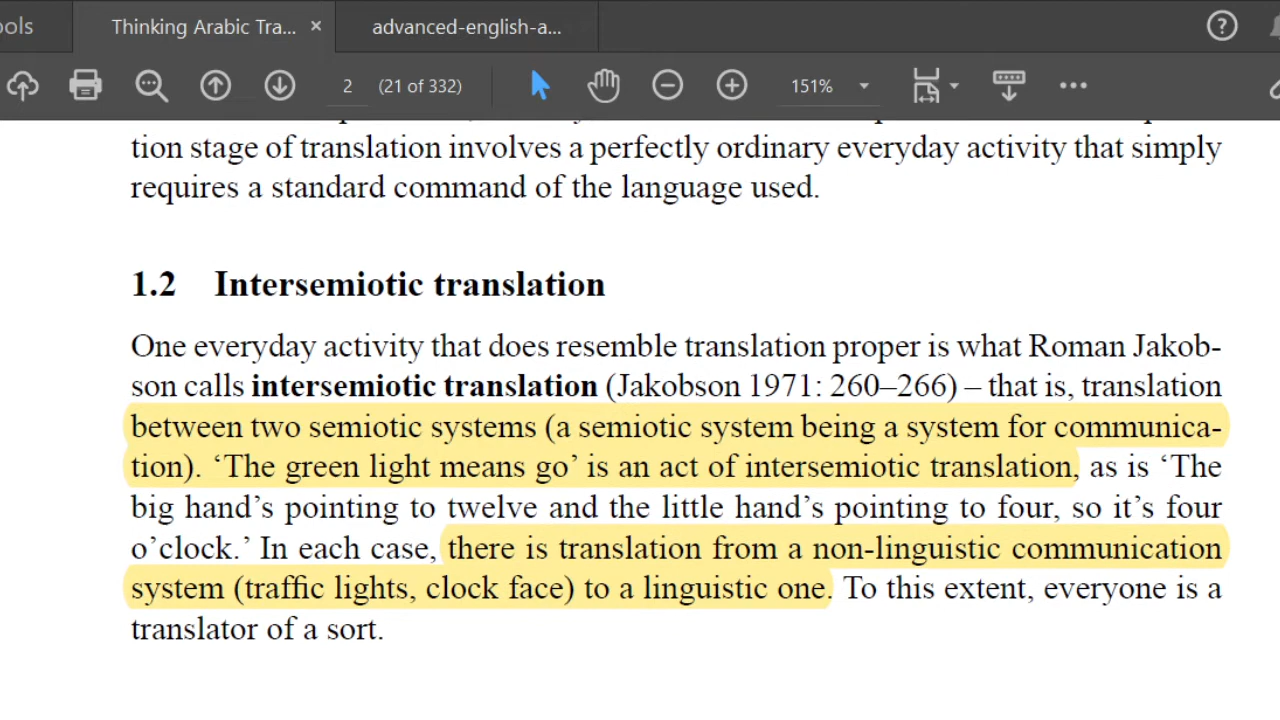 ols
Thinking Arabic Tra... ×
advanced-english-a...
2 (21 of 332)
151%
tion stage of translation involves a perfectly ordinary everyday activity that simply
requires a standard command of the language used.
1.2 Intersemiotic translation
One everyday activity that does resemble translation proper is what Roman Jakob-
son calls intersemiotic translation (Jakobson 1971: 260–266) – that is, translation
between two semiotic systems (a semiotic system being a system for communica-
tion). ‘The green light means go’ is an act of intersemiotic translation, as is ‘The
big hand’s pointing to twelve and the little hand’s pointing to four, so it’s four
o’clock.’ In each case, there is translation from a non-linguistic communication
system (traffic lights, clock face) to a linguistic one. To this extent, everyone is a
translator of a sort.